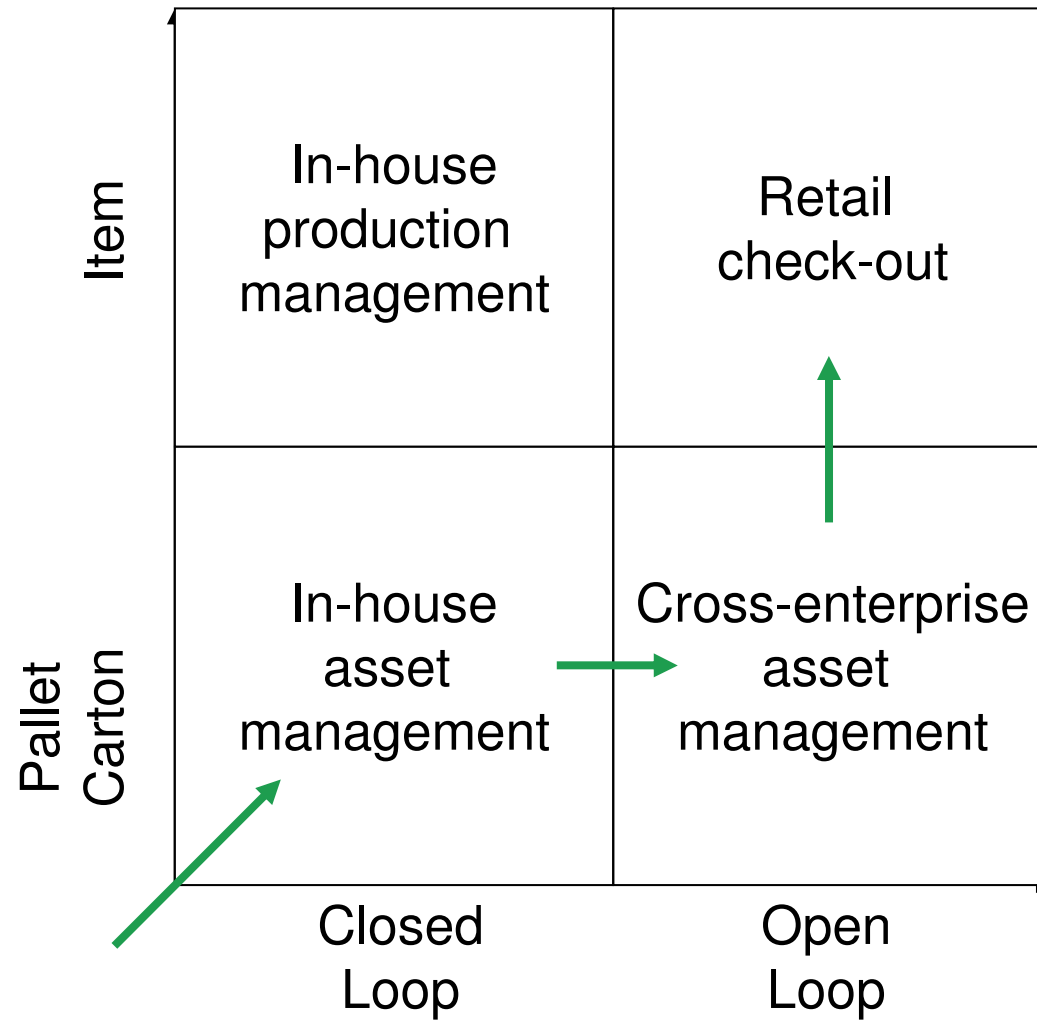 Item
In-house
production
management
Retail
check-out
Pallet
Carton
In-house
asset
management
Cross-enterprise
asset
management
Closed
Loop
Open
Loop